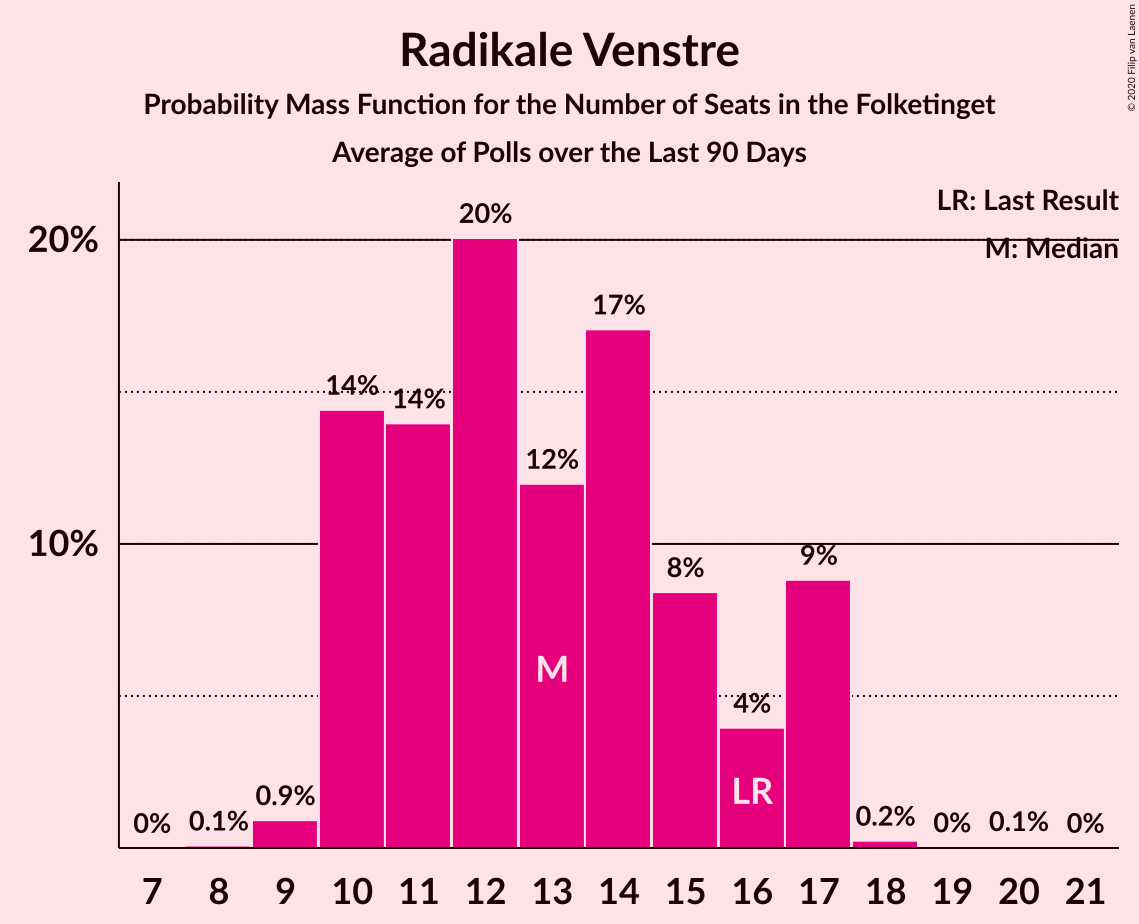 Radikale Venstre
Probability Mass Function for the Number of Seats in the Folketinget
Average of Polls over the Last 90 Days
© 2020 Filip van Laenen
LR: Last Result
M: Median
20%
10%
0%
0.1%
0.9%
14%
14%
20%
12%
17%
8%
4%
9%
0.2%
0%
0.1%
0%
M
LR
7 8 9 10 11 12 13 14 15 16 17 18 19 20 21